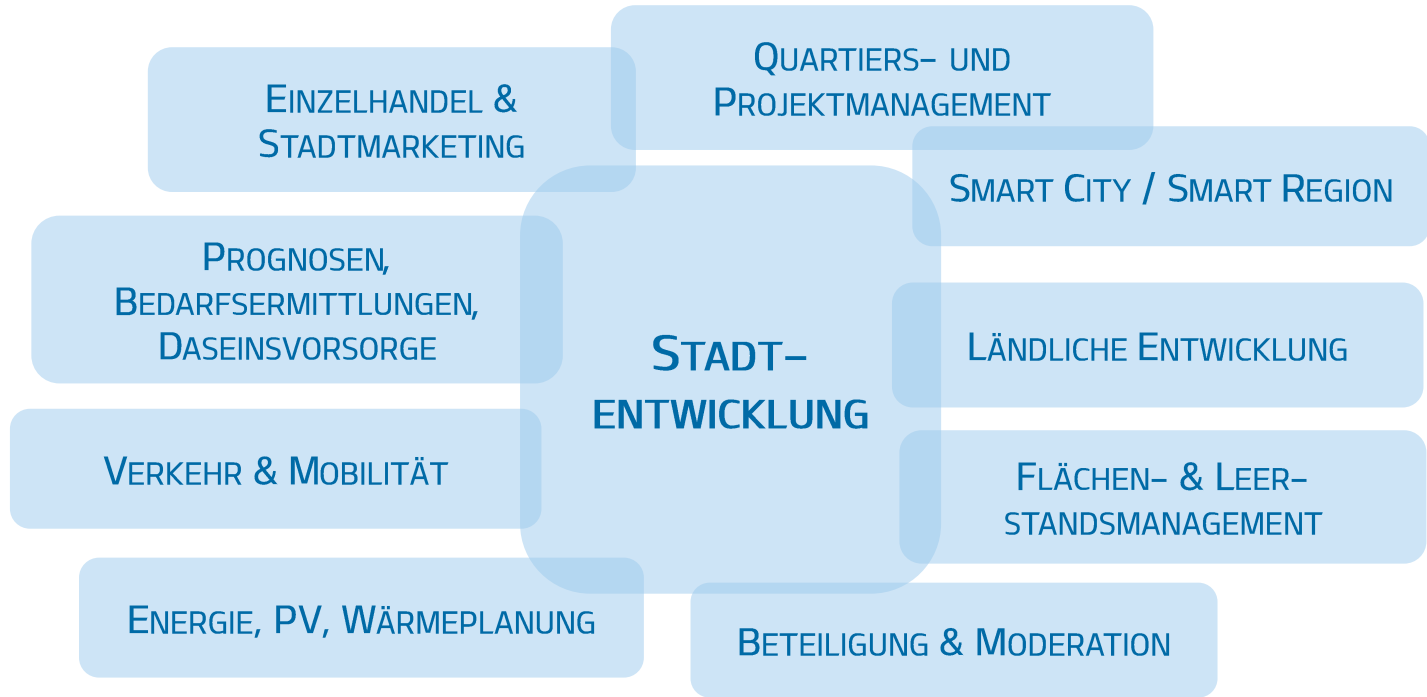 Quartiers- und
Projektmanagement
Einzelhandel &
Stadtmarketing
Smart City / Smart Region
Prognosen,
Bedarfsermittlungen,
Daseinsvorsorge
Stadt-
entwicklung
Ländliche Entwicklung
Verkehr & Mobilität
Flächen- & Leer-
standsmanagement
Energie, PV, Wärmeplanung
Beteiligung & Moderation